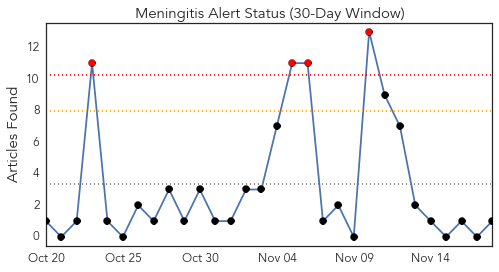 Meningitis Alert Status (30-Day Window)
Articles Found
12
10
8
6
4
2
0
Oct 20 Oct 25 Oct 30 Nov 04 Nov 09 Nov 14